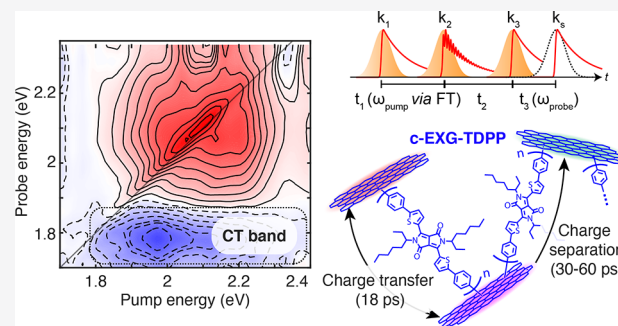 k1 k2 k3 ks
t
t1 (ωpump via FT) t2 t3 (ωprobe)
Probe energy (eV)
2.2
2
1.8
CT band
1.8 2 2.2 2.4
Pump energy (eV)
c-EXG-TDPP
n
S
O
N
N
O
S
n
S
O
N
N
O
S
n
Charge transfer
(18 ps)
Charge
separation
(30-60 ps)